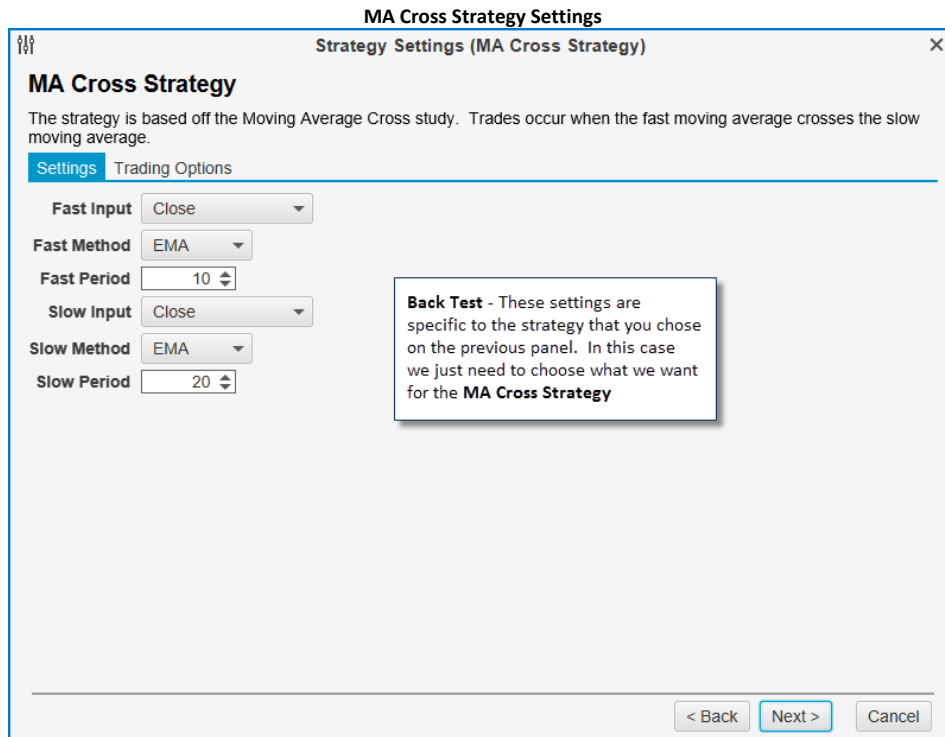 MA Cross Strategy Settings
Strategy Settings (MA Cross Strategy)
MA Cross Strategy
The strategy is based off the Moving Average Cross study. Trades occur when the fast moving average crosses the slow
moving average.
Settings Trading Options
Fast Input Close
Fast Method EMA
Fast Period 10
Slow Input Close
Slow Method EMA
Slow Period 20
Back Test - These settings are
specific to the strategy that you chose
on the previous panel. In this case
we just need to choose what we want
for the MA Cross Strategy
< Back Next > Cancel